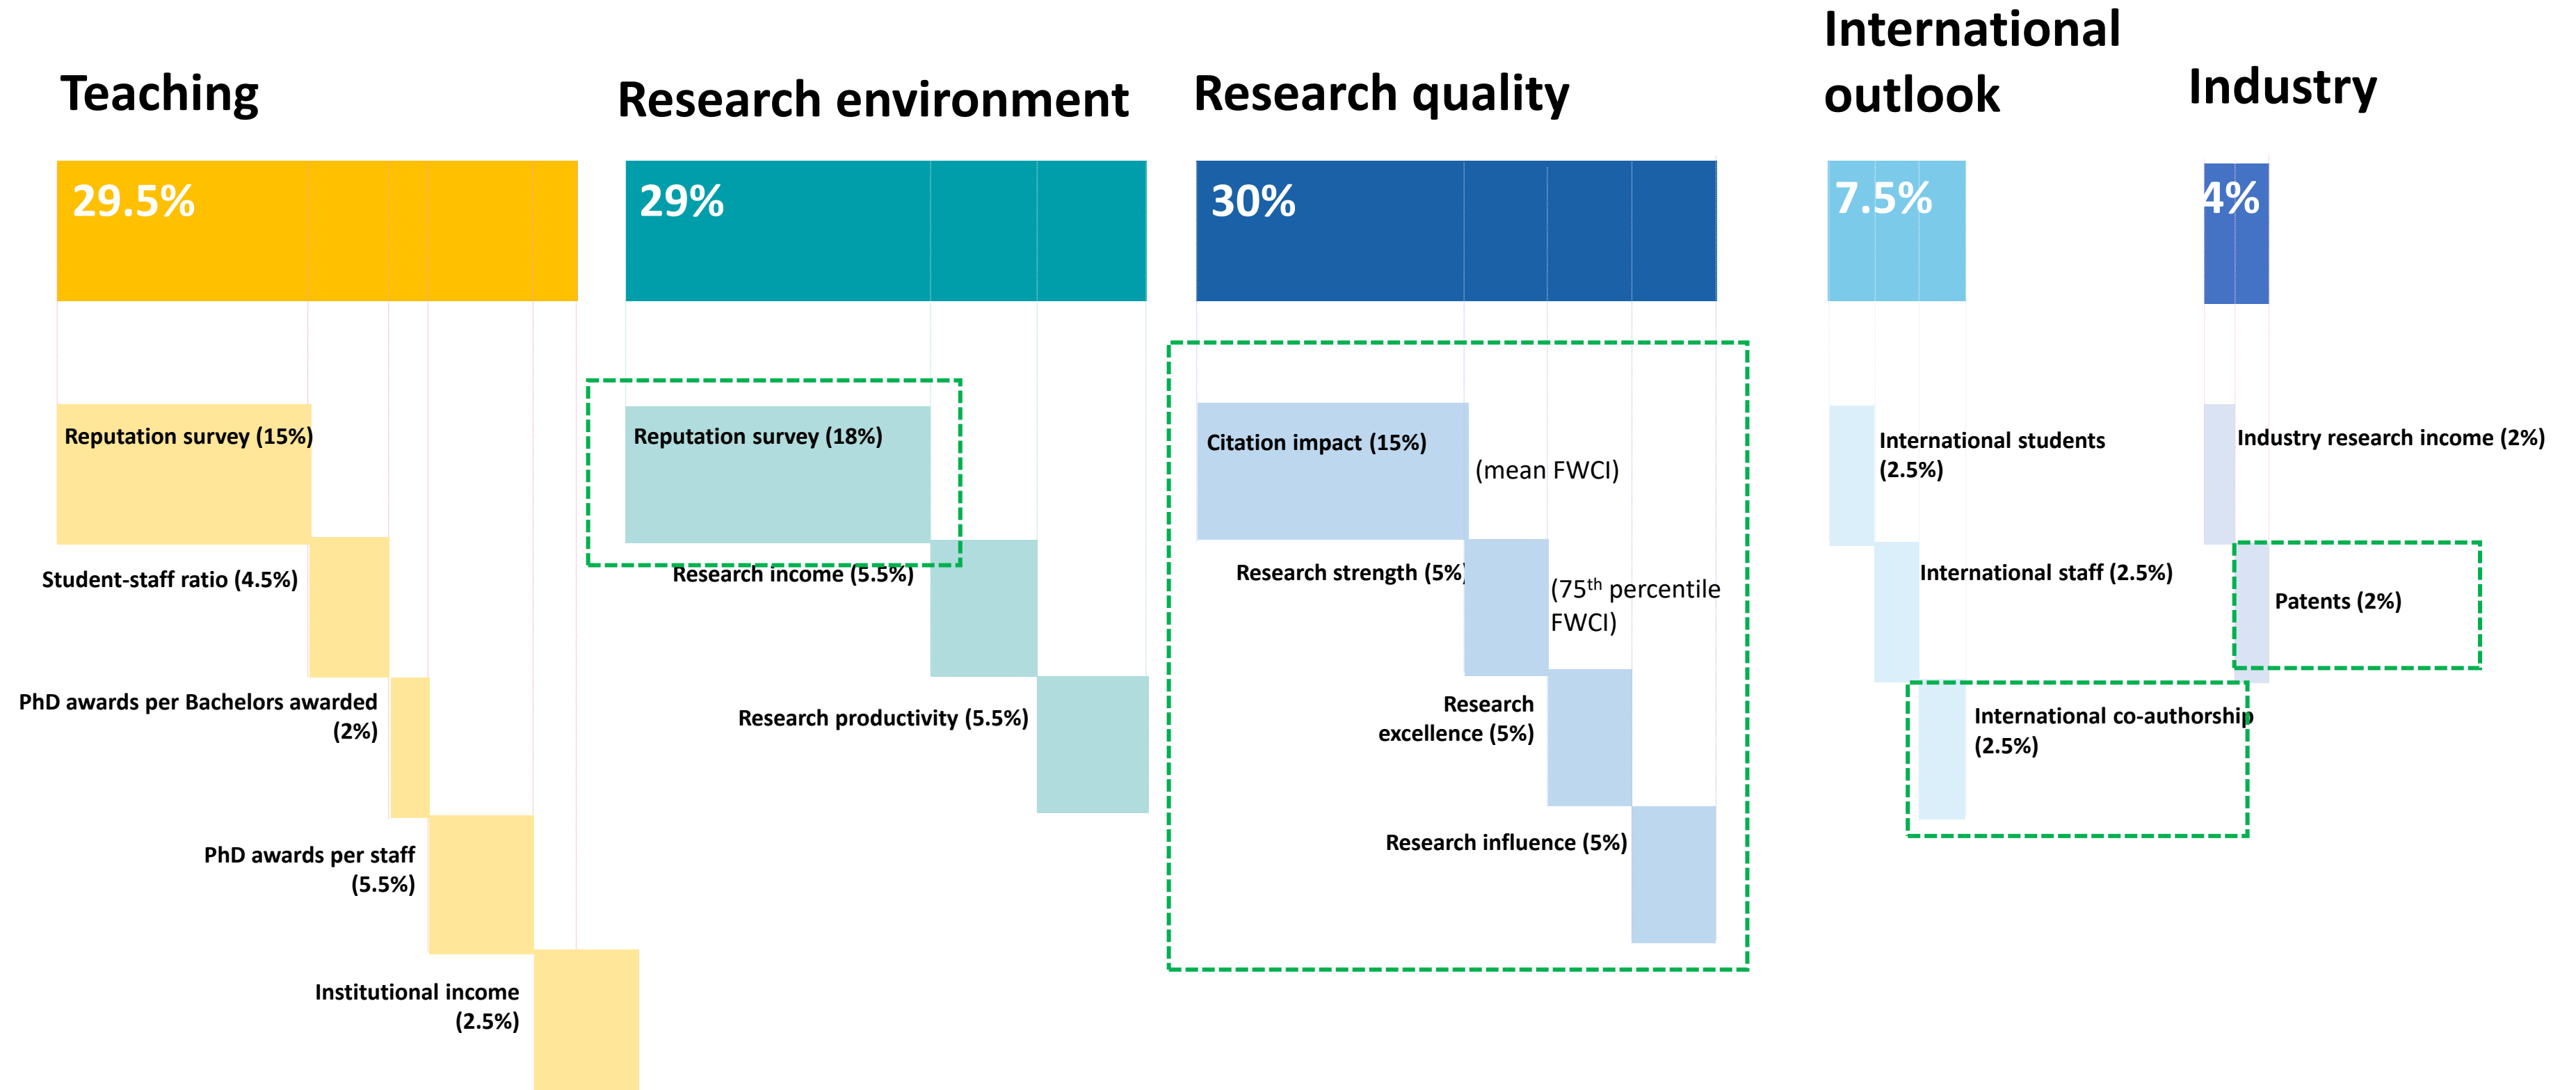 Teaching
29.5%
Reputation survey (15%)
Student-staff ratio (4.5%)
PhD awards per Bachelors awarded
(2%)
PhD awards per staff
(5.5%)
Institutional income
(2.5%)
Research environment
29%
Reputation survey (18%)
Research income (5.5%)
Research productivity (5.5%)
Research quality
30%
Citation impact (15%)
(mean FWCI)
Research strength (5%)
(75th percentile
FWCI)
Research
excellence (5%)
Research influence (5%)
International
outlook
7.5%
International students
(2.5%)
International staff (2.5%)
International co-authorship
(2.5%)
Industry
4%
Industry research income (2%)
Patents (2%)